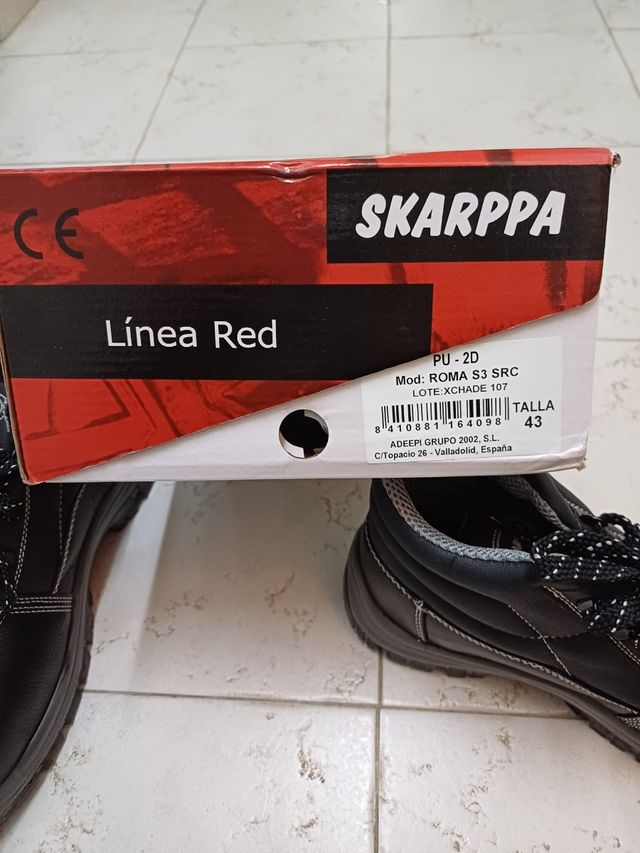 CE
SKARPPA
Línea Red
PU - 2D
Mod: ROMA S3 SRC
LOTE:XCHADE 107
8 410881 164098
TALLA
43
ADEEPI GRUPO 2002, S.L.
C/Topacio 26 - Valladolid, España